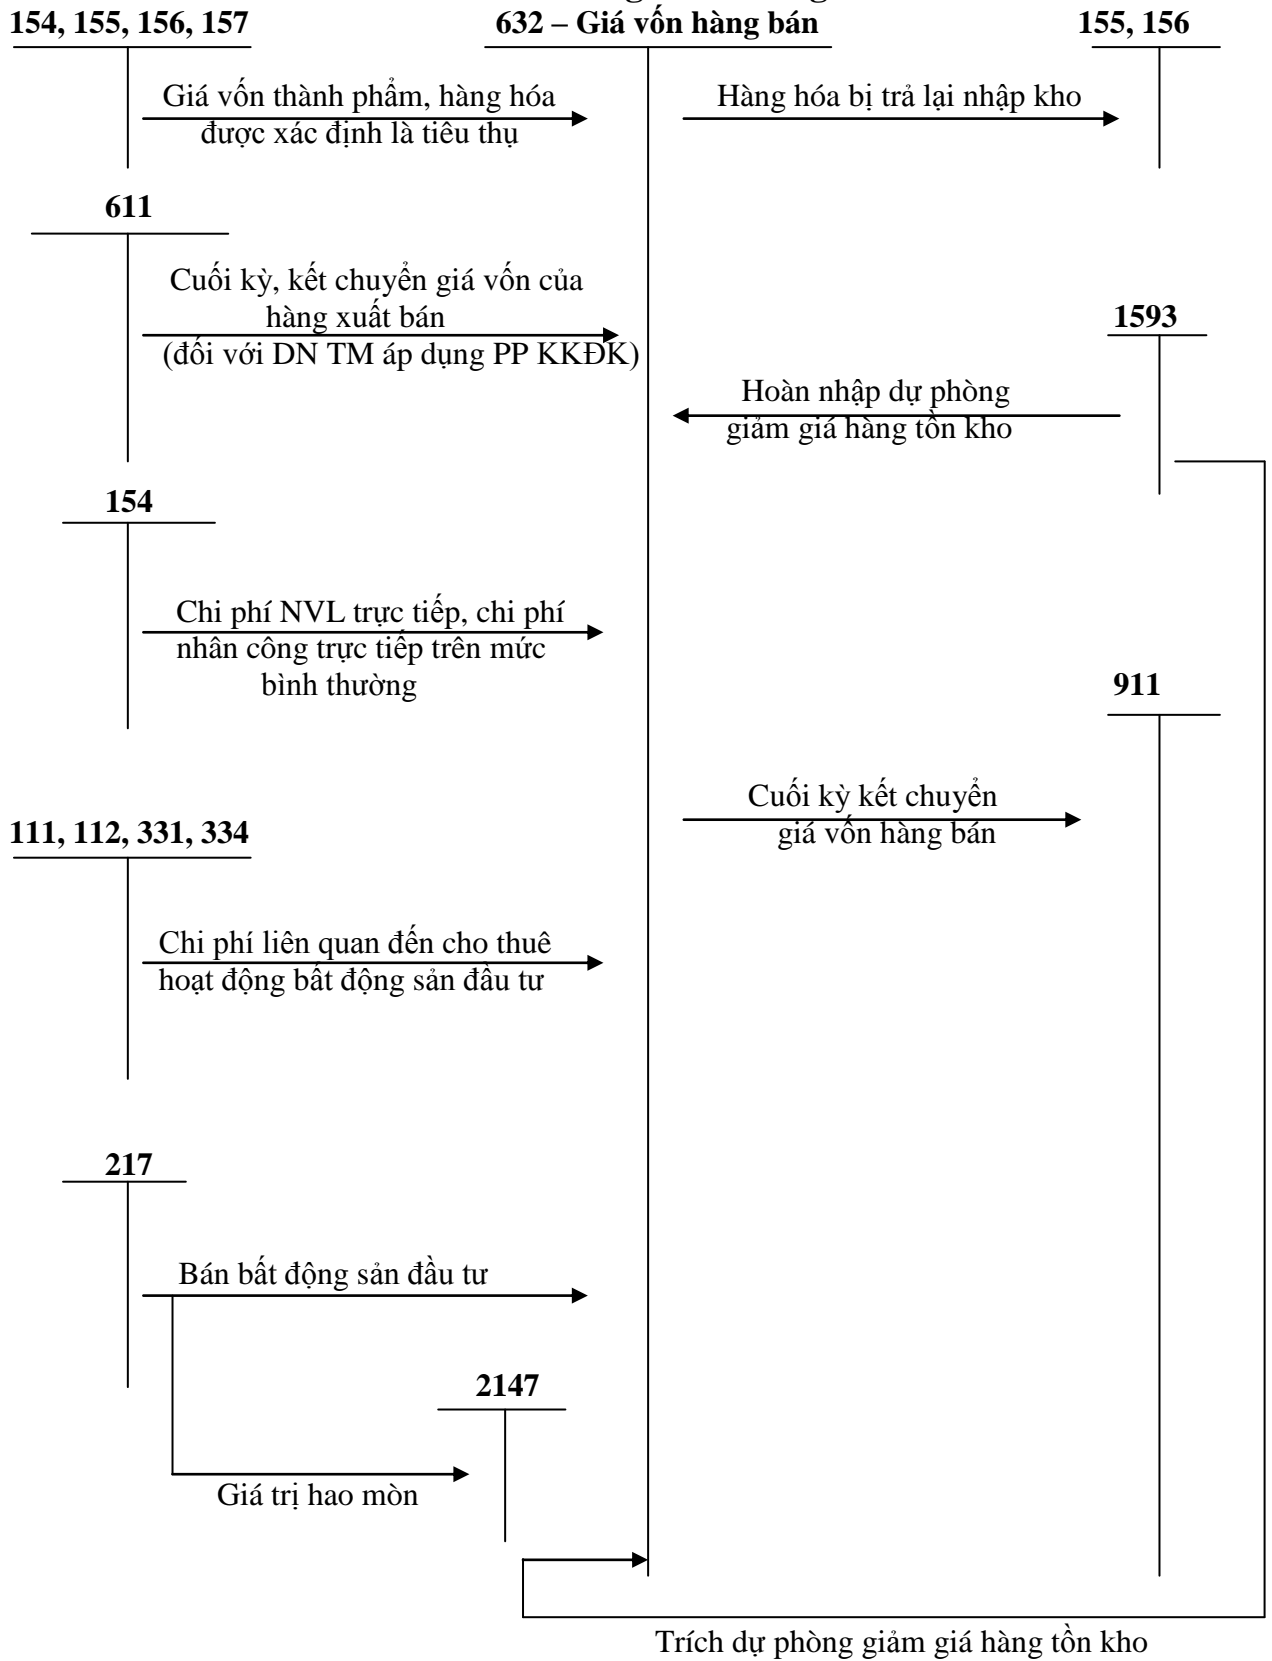 154, 155, 156, 157
632 – Giá vốn hàng bán
155, 156
Giá vốn thành phẩm, hàng hóa
được xác định là tiêu thụ
Hàng hóa bị trả lại nhập kho
611
Cuối kỳ, kết chuyển giá vốn của
hàng xuất bán
(đối với DN TM áp dụng PP KKĐK)
1593
Hoàn nhập dự phòng
giảm giá hàng tồn kho
154
Chi phí NVL trực tiếp, chi phí
nhân công trực tiếp trên mức
bình thường
911
Cuối kỳ kết chuyển
giá vốn hàng bán
111, 112, 331, 334
Chi phí liên quan đến cho thuê
hoạt động bất động sản đầu tư
217
Bán bất động sản đầu tư
2147
Giá trị hao mòn
Trích dự phòng giảm giá hàng tồn kho